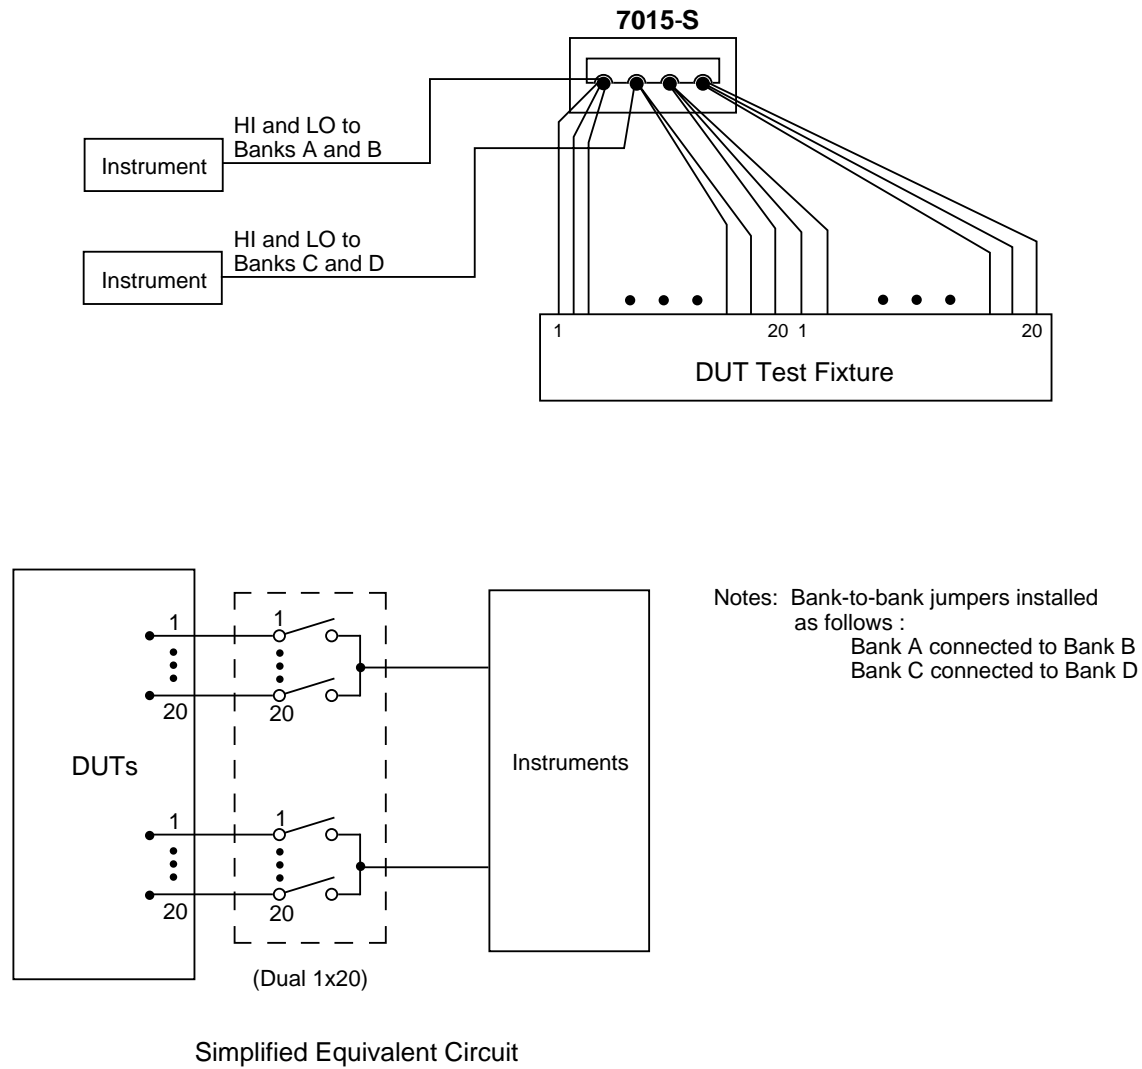 7015-S
HI and LO to
Banks A and B
Instrument
HI and LO to
Banks C and D
Instrument
1
20
1
20
DUT Test Fixture
1
1
20
20
DUTs
Instruments
1
1
20
20
(Dual 1x20)
Notes: Bank-to-bank jumpers installed
as follows :
Bank A connected to Bank B
Bank C connected to Bank D
Simplified Equivalent Circuit